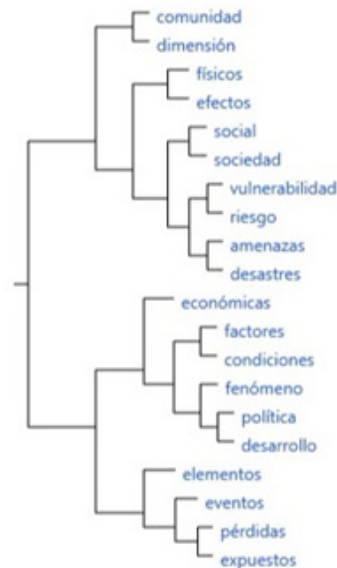 comunidad
dimensión
físicos
efectos
social
sociedad
vulnerabilidad
riesgo
amenazas
desastres
económicas
factores
condiciones
fenómeno
política
desarrollo
elementos
eventos
pérdidas
expuestos